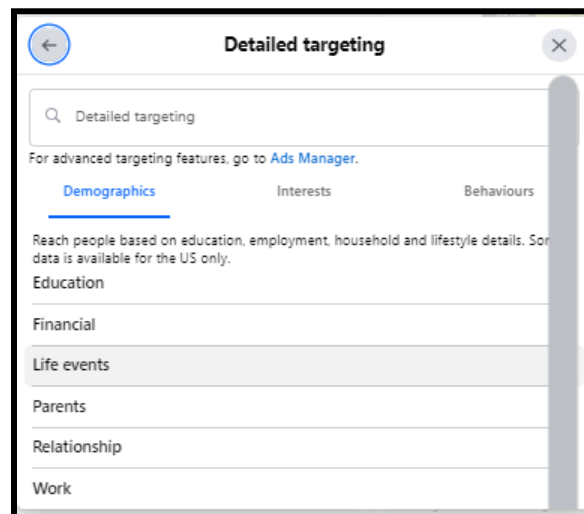 Detailed targeting
Detailed targeting
For advanced targeting features, go to Ads Manager.
Demographics Interests Behaviours
Reach people based on education, employment, household and lifestyle details.
data is available for the US only.
Education
Financial
Life events
Parents
Relationship
Work